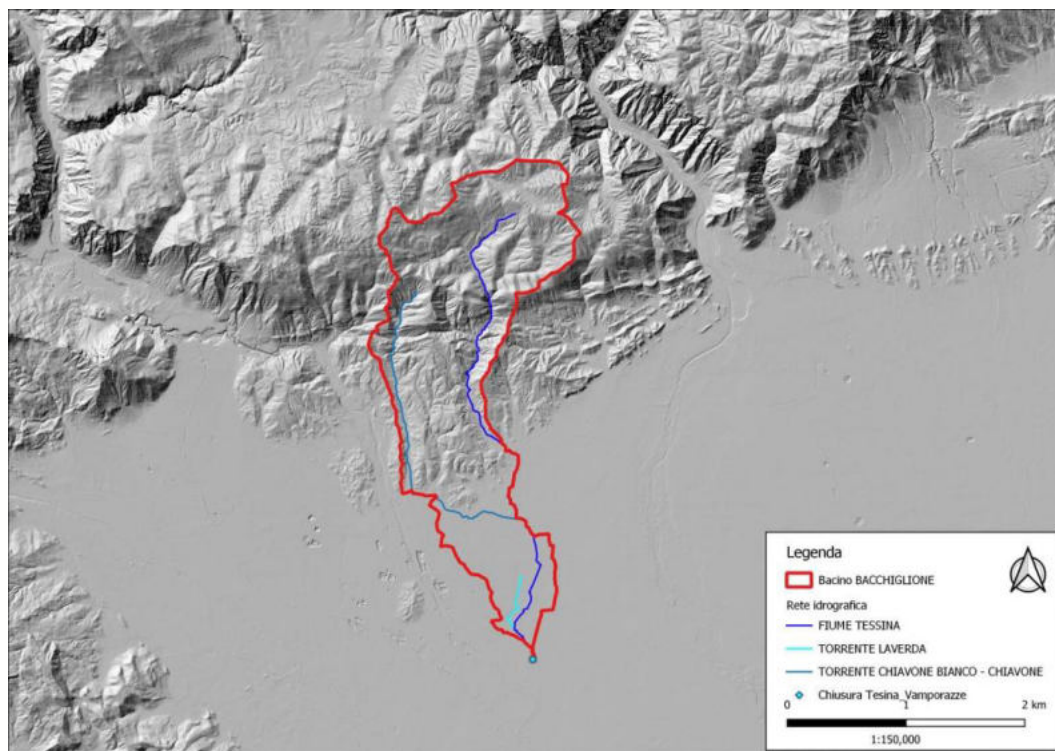 Legenda
Bacino BACCHIGLIONE
Rete idrografica
FIUME TESSINA
TORRENTE LAVERDA
TORRENTE CHIAVONE BIANCO - CHIAVONE
Chiusura Tesina_Vamporazze
0 1 2 km
1:150,000